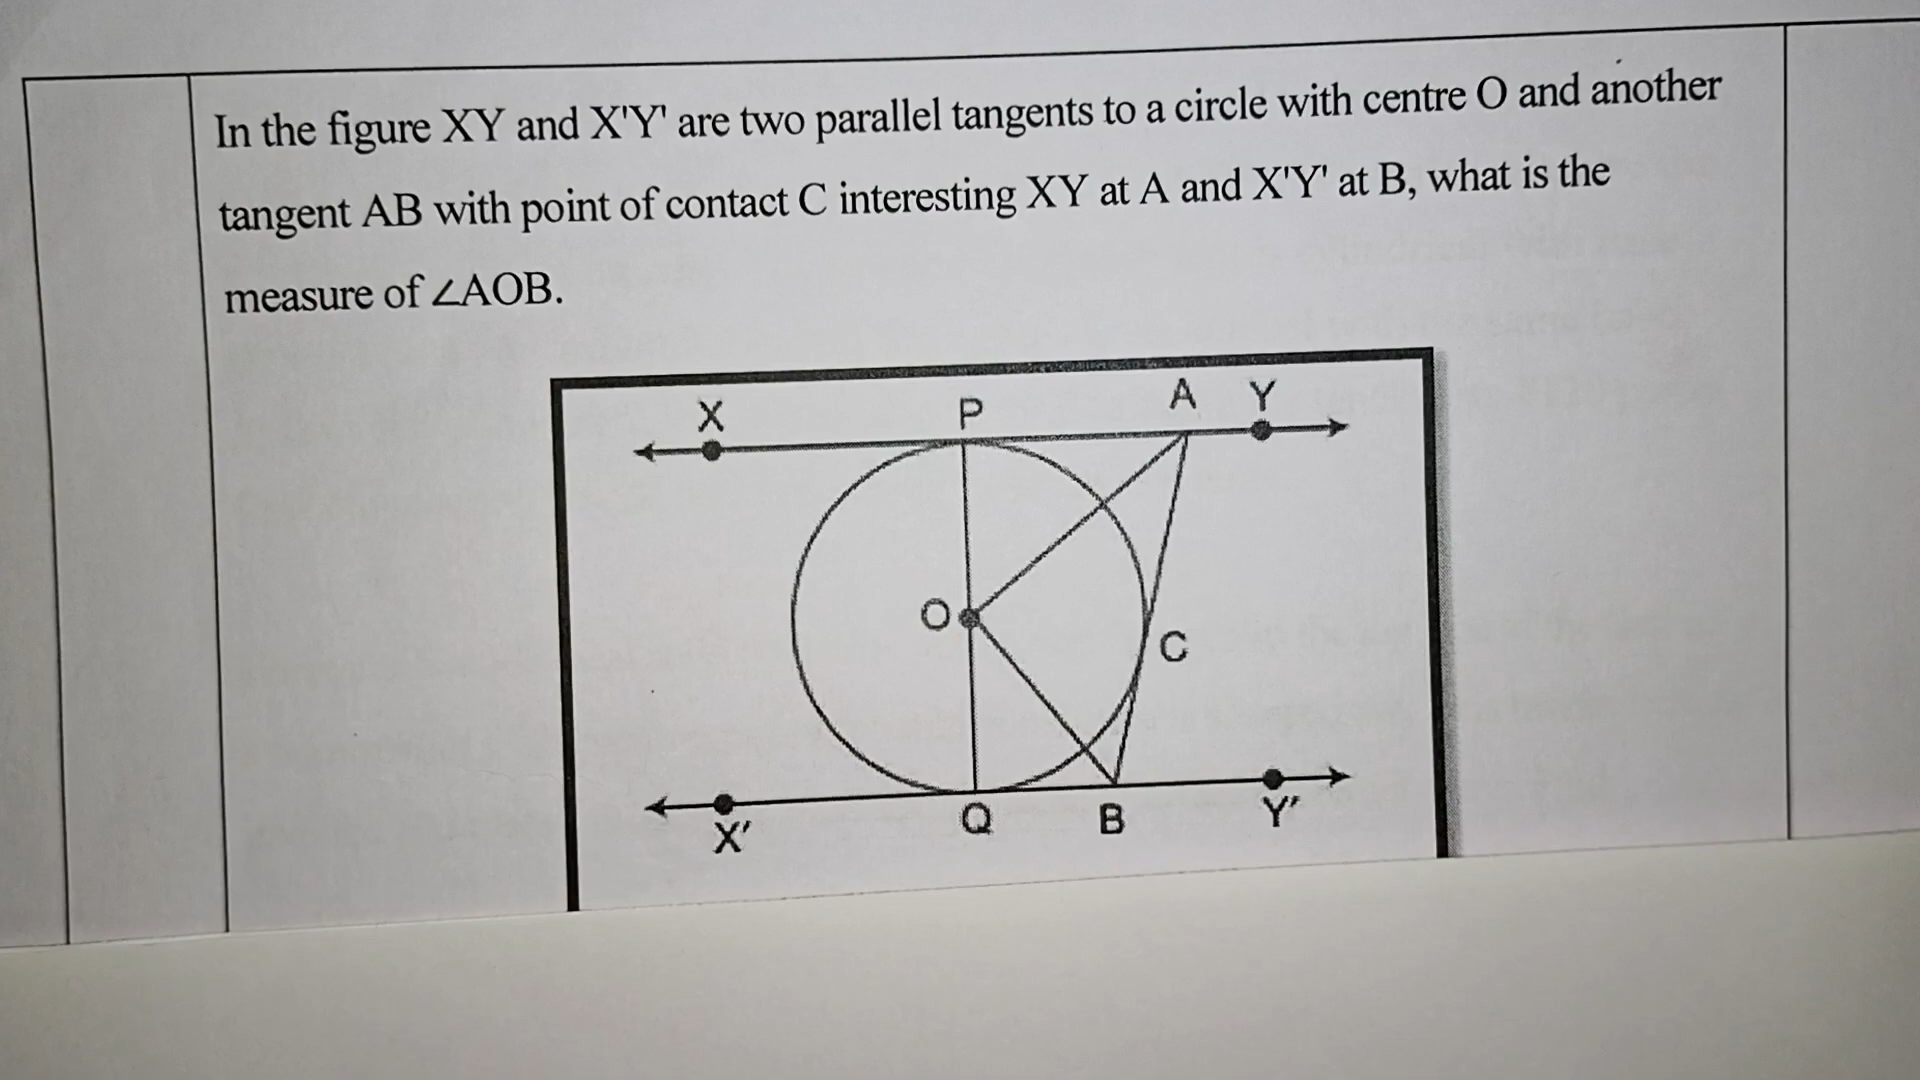 In the figure XY and X'Y' are two parallel tangents to a circle with centre O and another
tangent AB with point of contact C interesting XY at A and X'Y' at B, what is the
measure of ∠AOB.
X P A Y
O
C
X' Q B Y'